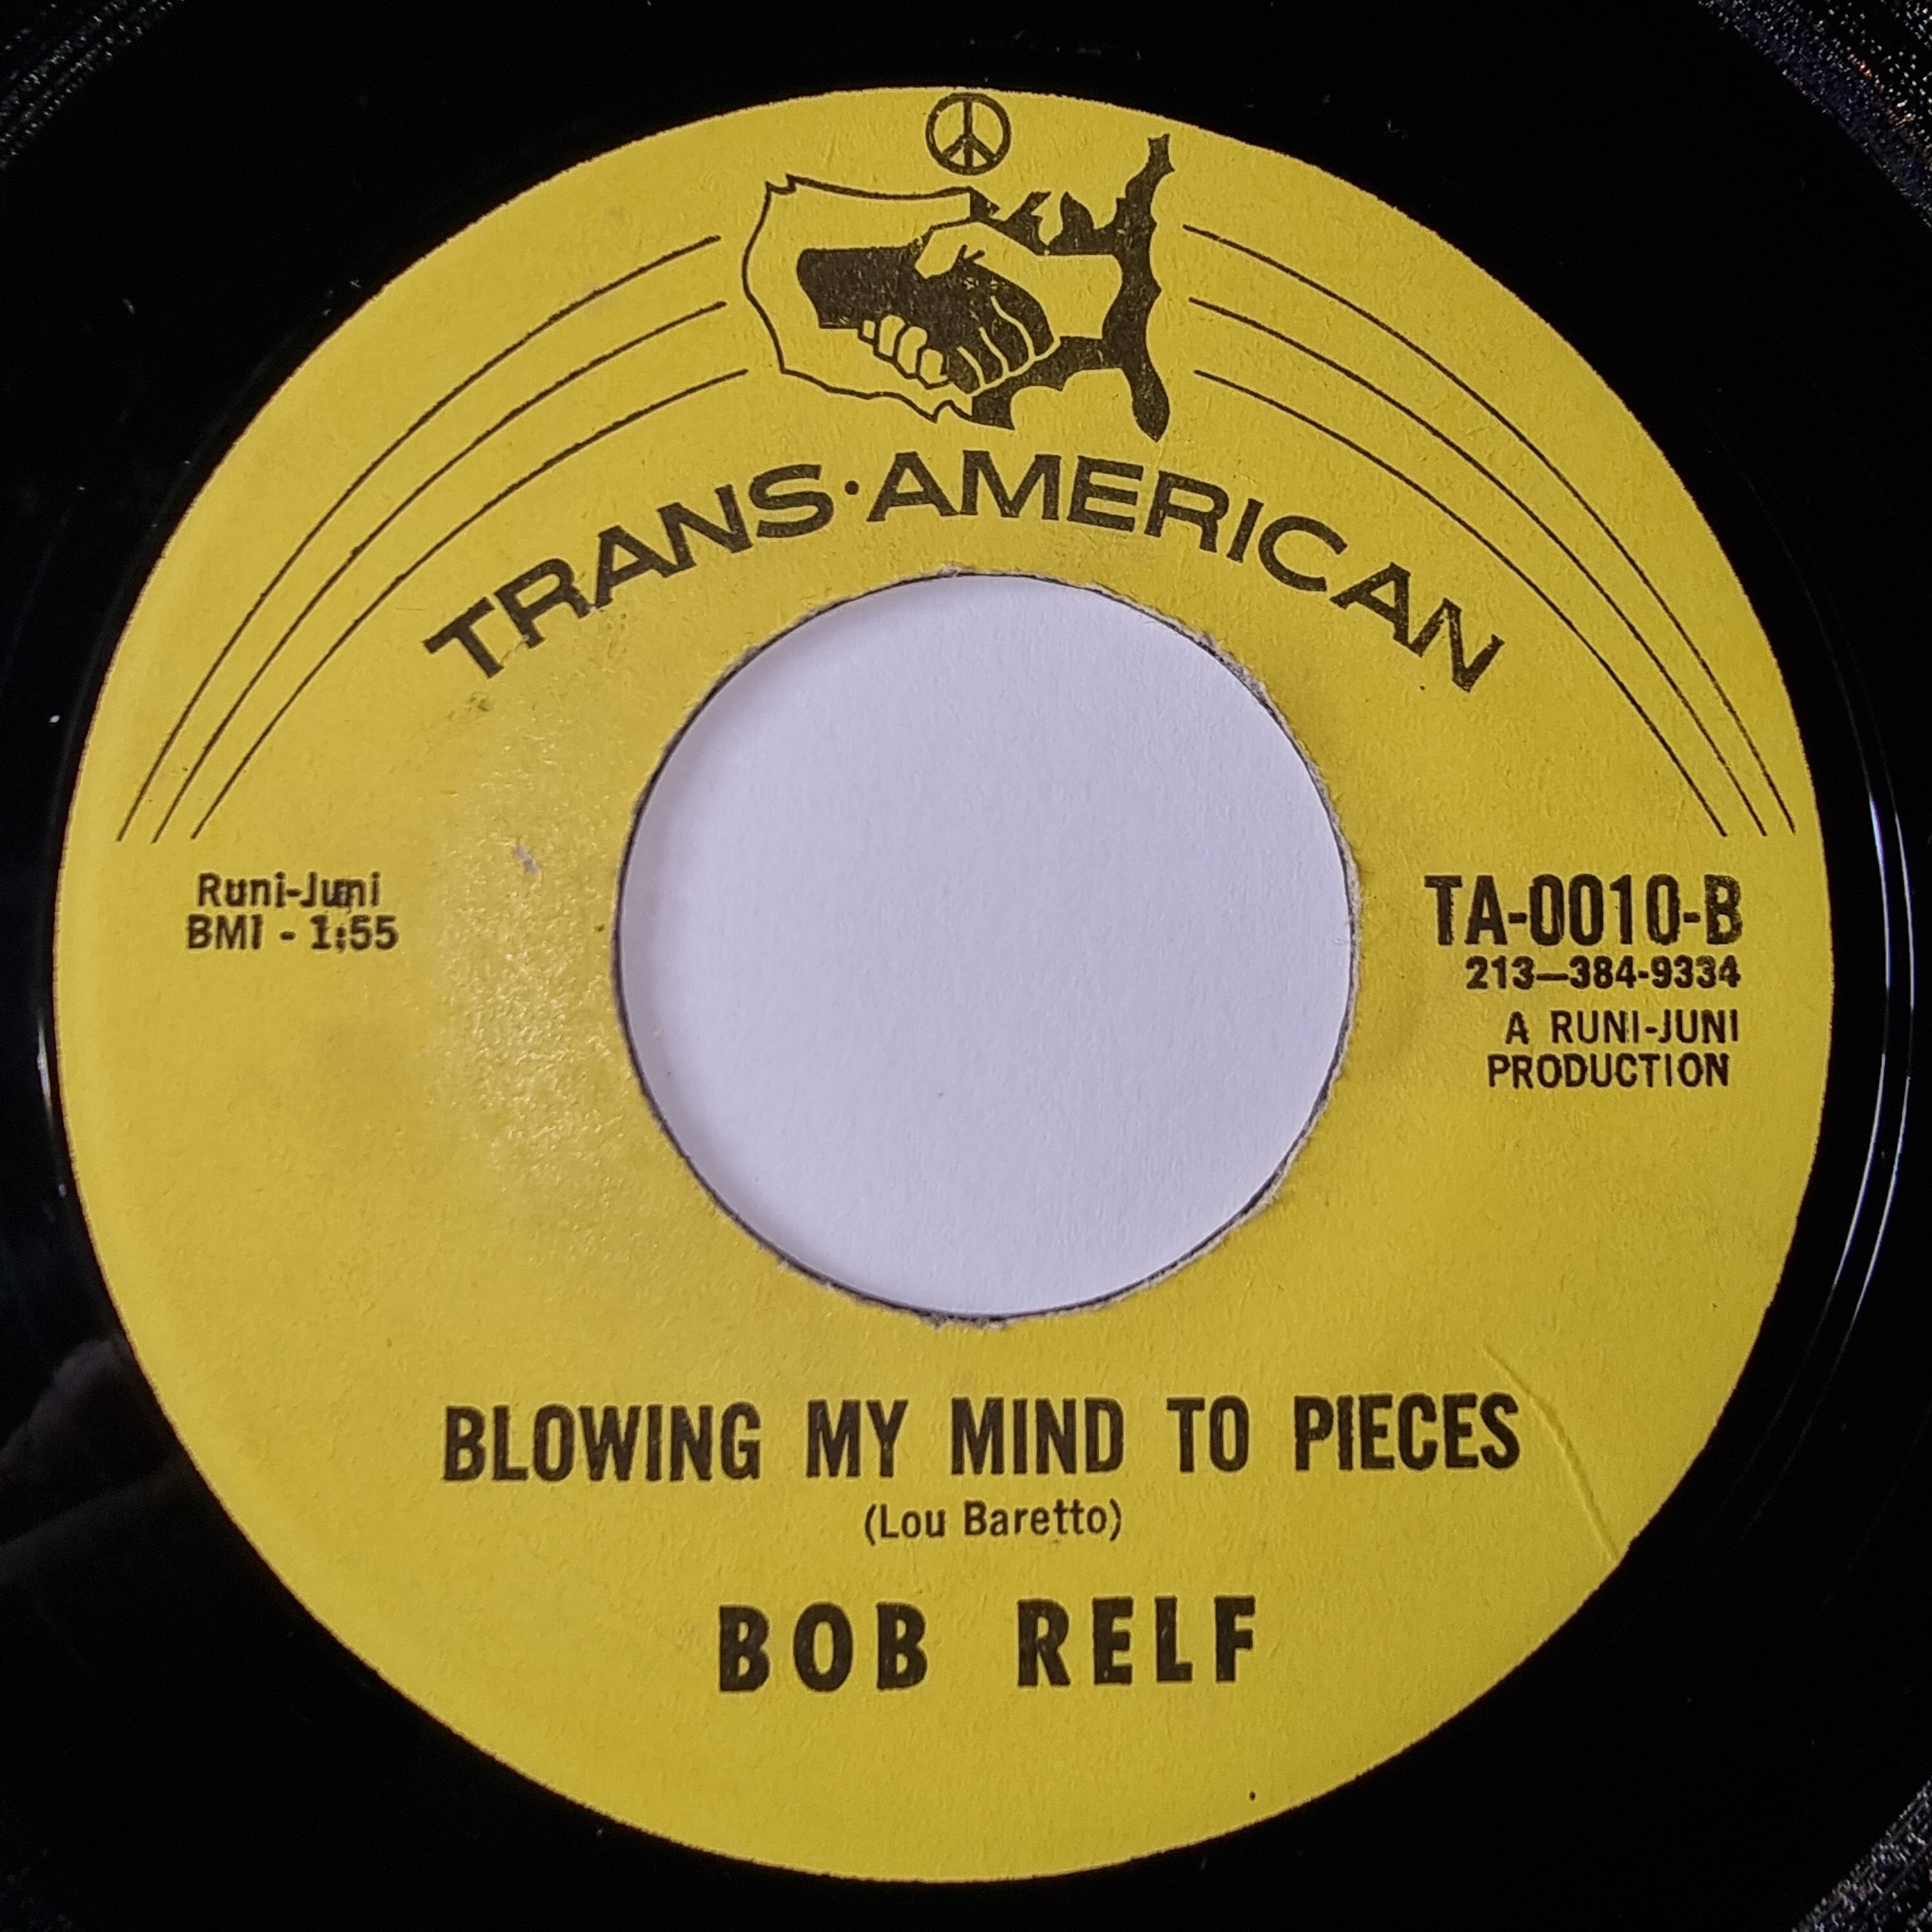 TRANS·AMERICAN
Runi-Juni
BMI - 1:55
TA-0010-B
213—384-9334
A RUNI-JUNI
PRODUCTION
BLOWING MY MIND TO PIECES
(Lou Baretto)
BOB RELF